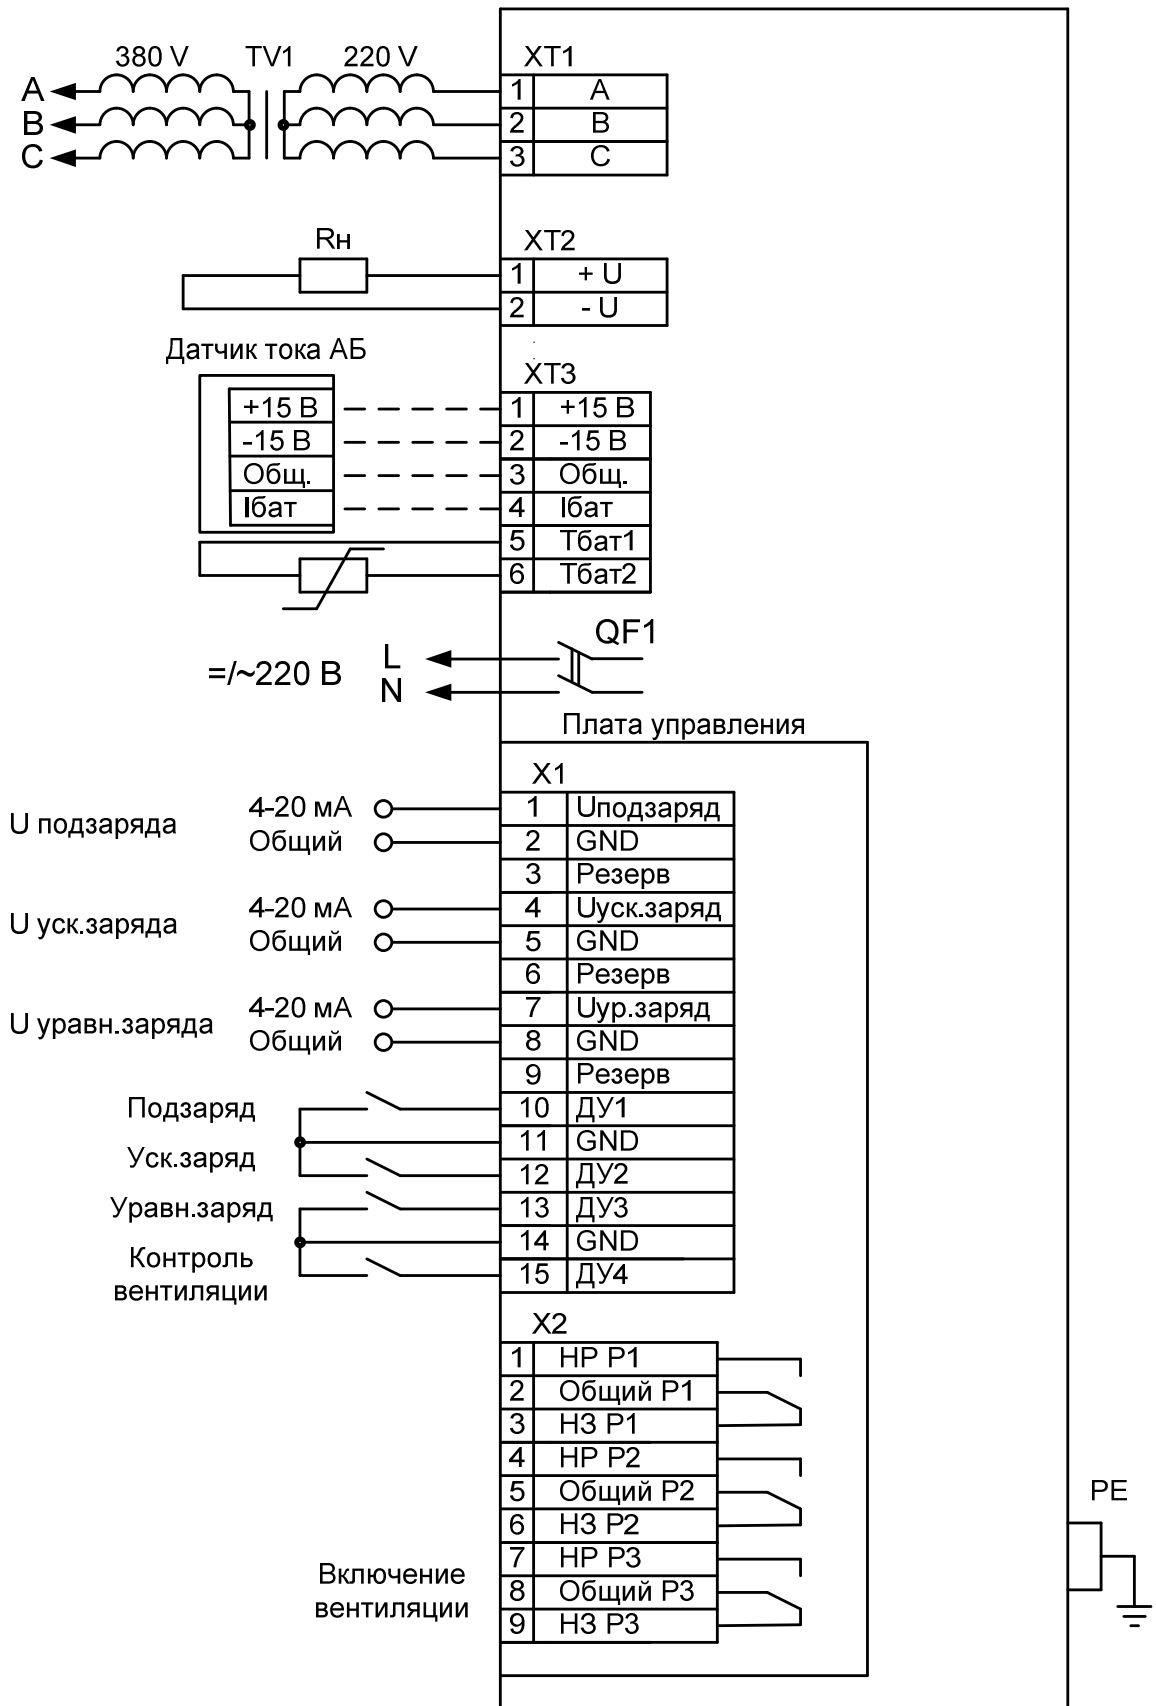 380 V TV1 220 V XT1
A 1 A
B 2 B
C 3 C
Rн XT2
1 + U
2 - U
Датчик тока АБ
XT3
+15 В 1 +15 В
-15 В 2 -15 В
Общ. 3 Общ.
Iбат 4 Iбат
5 Тбат1
6 Тбат2
QF1
=/~220 В L
N
Плата управления
X1
U подзаряда 4-20 мА 1 Uподзаряд
Общий 2 GND
3 Резерв
U уск.заряда 4-20 мА 4 Uуск.заряд
Общий 5 GND
6 Резерв
U уравн.заряда 4-20 мА 7 Uур.заряд
Общий 8 GND
9 Резерв
Подзаряд 10 ДУ1
11 GND
Уск.заряд 12 ДУ2
Уравн.заряд 13 ДУ3
14 GND
Контроль
вентиляции 15 ДУ4
X2
1 НР Р1
2 Общий Р1
3 НЗ Р1
4 НР Р2
5 Общий Р2
6 НЗ Р2
PE
7 НР Р3
Включение
8 Общий Р3
вентиляции
9 НЗ Р3